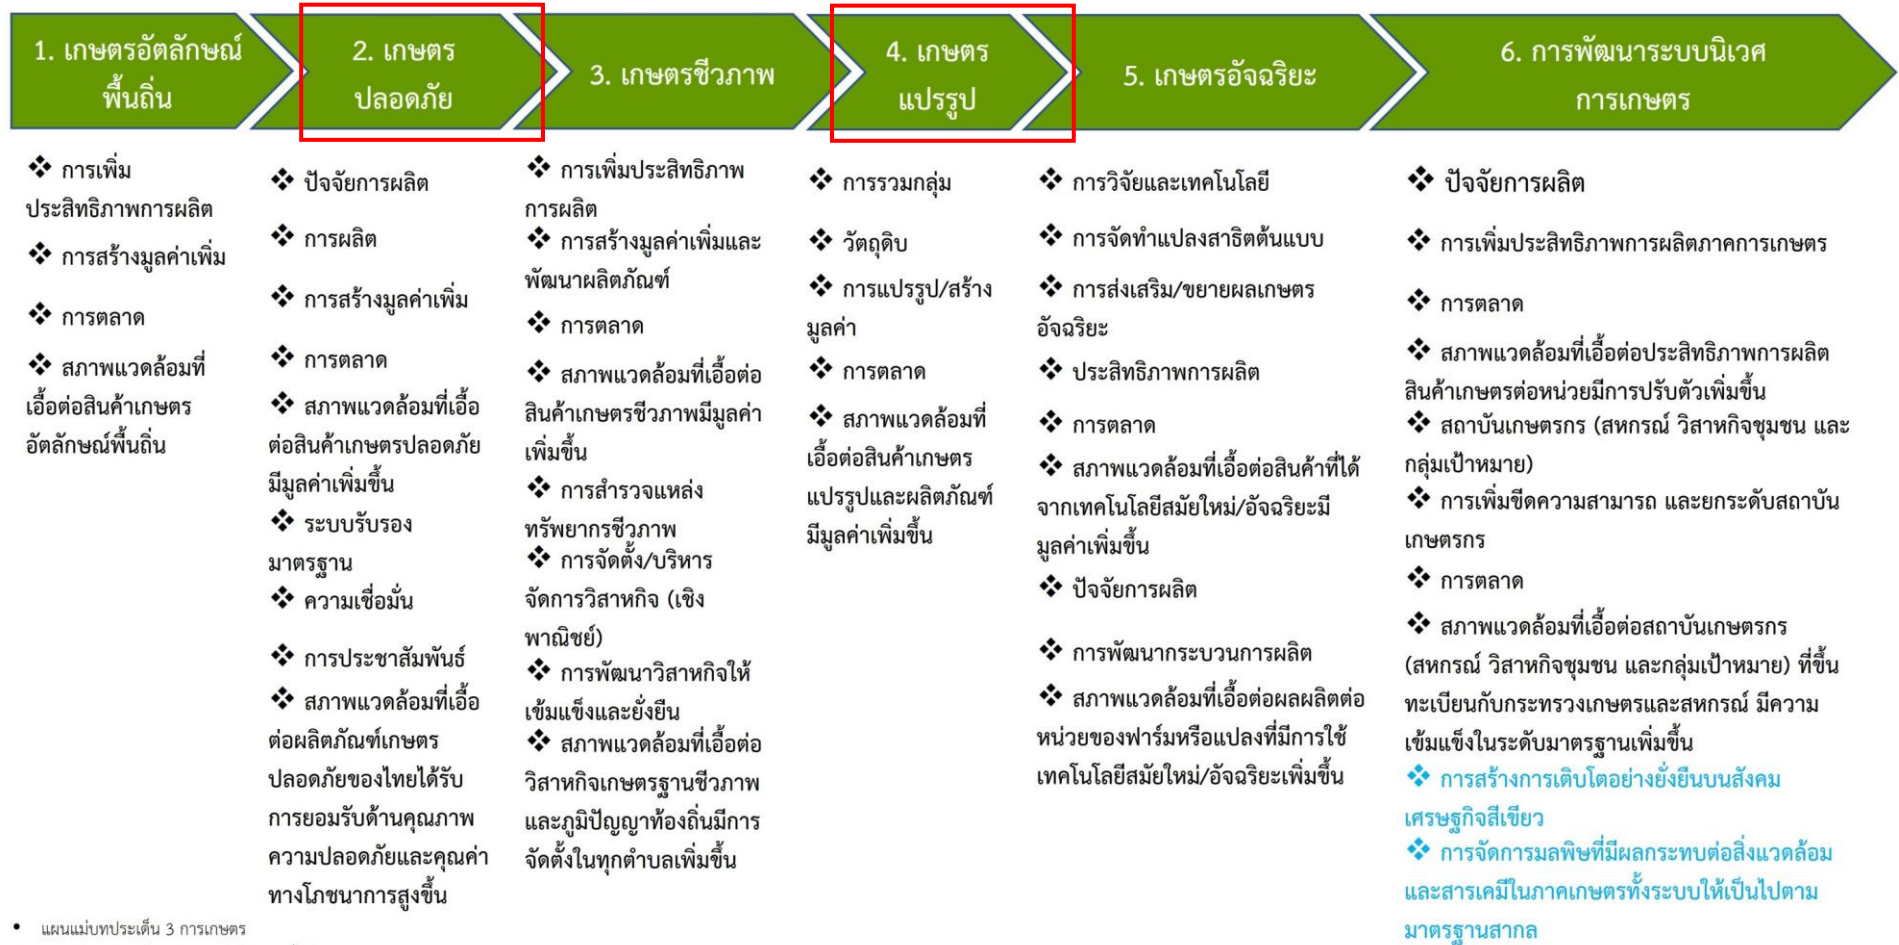 1. เกษตรอัตลักษณ์
พื้นถิ่น
❖ การเพิ่ม
ประสิทธิภาพการผลิต
❖ การสร้างมูลค่าเพิ่ม
❖ การตลาด
❖ สภาพแวดล้อมที่
เอื้อต่อสินค้าเกษตร
อัตลักษณ์พื้นถิ่น
2. เกษตร
ปลอดภัย
❖ ปัจจัยการผลิต
❖ การผลิต
❖ การสร้างมูลค่าเพิ่ม
❖ การตลาด
❖ สภาพแวดล้อมที่เอื้อ
ต่อสินค้าเกษตรปลอดภัย
มีมูลค่าเพิ่มขึ้น
❖ ระบบรับรอง
มาตรฐาน
❖ ความเชื่อมั่น
❖ การประชาสัมพันธ์
❖ สภาพแวดล้อมที่เอื้อ
ต่อผลิตภัณฑ์เกษตร
ปลอดภัยของไทยได้รับ
การยอมรับด้านคุณภาพ
ความปลอดภัยและคุณค่า
ทางโภชนาการสูงขึ้น
3. เกษตรชีวภาพ
❖ การเพิ่มประสิทธิภาพ
การผลิต
❖ การสร้างมูลค่าเพิ่มและ
พัฒนาผลิตภัณฑ์
❖ การตลาด
❖ สภาพแวดล้อมที่เอื้อต่อ
สินค้าเกษตรชีวภาพมีมูลค่า
เพิ่มขึ้น
❖ การสำรวจแหล่ง
ทรัพยากรชีวภาพ
❖ การจัดตั้ง/บริหาร
จัดการวิสาหกิจ (เชิง
พาณิชย์)
❖ การพัฒนาวิสาหกิจให้
เข้มแข็งและยั่งยืน
❖ สภาพแวดล้อมที่เอื้อต่อ
วิสาหกิจเกษตรฐานชีวภาพ
และภูมิปัญญาท้องถิ่นมีการ
จัดตั้งในทุกตำบลเพิ่มขึ้น
4. เกษตร
แปรรูป
❖ การรวมกลุ่ม
❖ วัตถุดิบ
❖ การแปรรูป/สร้าง
มูลค่า
❖ การตลาด
❖ สภาพแวดล้อมที่
เอื้อต่อสินค้าเกษตร
แปรรูปและผลิตภัณฑ์
มีมูลค่าเพิ่มขึ้น
5. เกษตรอัจฉริยะ
❖ การวิจัยและเทคโนโลยี
❖ การจัดทำแปลงสาธิตต้นแบบ
❖ การส่งเสริม/ขยายผลเกษตร
อัจฉริยะ
❖ ประสิทธิภาพการผลิต
❖ การตลาด
❖ สภาพแวดล้อมที่เอื้อต่อสินค้าที่ได้
จากเทคโนโลยีสมัยใหม่/อัจฉริยะมี
มูลค่าเพิ่มขึ้น
❖ ปัจจัยการผลิต
❖ การพัฒนากระบวนการผลิต
❖ สภาพแวดล้อมที่เอื้อต่อผลผลิตต่อ
หน่วยของฟาร์มหรือแปลงที่มีการใช้
เทคโนโลยีสมัยใหม่/อัจฉริยะเพิ่มขึ้น
6. การพัฒนาระบบนิเวศ
การเกษตร
❖ ปัจจัยการผลิต
❖ การเพิ่มประสิทธิภาพการผลิตภาคการเกษตร
❖ การตลาด
❖ สภาพแวดล้อมที่เอื้อต่อประสิทธิภาพการผลิต
สินค้าเกษตรต่อหน่วยมีการปรับตัวเพิ่มขึ้น
❖ สถาบันเกษตรกร (สหกรณ์ วิสาหกิจชุมชน และ
กลุ่มเป้าหมาย)
❖ การเพิ่มขีดความสามารถ และยกระดับสถาบัน
เกษตรกร
❖ การตลาด
❖ สภาพแวดล้อมที่เอื้อต่อสถาบันเกษตรกร
(สหกรณ์ วิสาหกิจชุมชน และกลุ่มเป้าหมาย) ที่ขึ้น
ทะเบียนกับกระทรวงเกษตรและสหกรณ์ มีความ
เข้มแข็งในระดับมาตรฐานเพิ่มขึ้น
❖ การสร้างการเติบโตอย่างยั่งยืนบนสังคม
เศรษฐกิจสีเขียว
❖ การจัดการมลพิษที่มีผลกระทบต่อสิ่งแวดล้อม
และสารเคมีในภาคเกษตรทั้งระบบให้เป็นไปตาม
มาตรฐานสากล
• แผนแม่บทประเด็น 3 การเกษตร